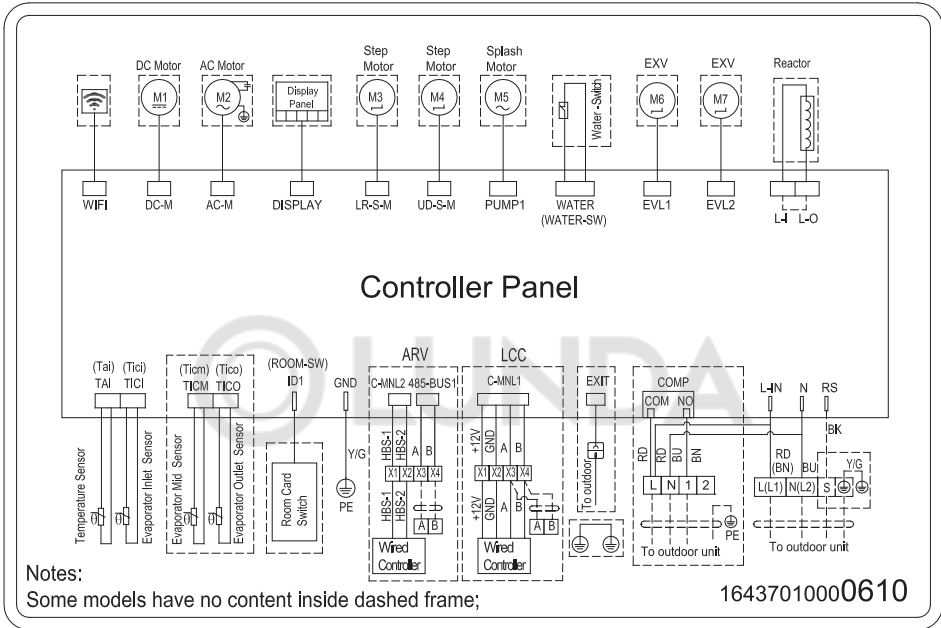 DC Motor
AC Motor
Step
Motor
Step
Motor
Splash
Motor
Water-Switch
EXV
EXV
Reactor
M1
M2
Display
Panel
M3
M4
M5
M6
M7
WIFI
DC-M
AC-M
DISPLAY
LR-S-M
UD-S-M
PUMP1
WATER
(WATER-SW)
EVL1
EVL2
L-I
L-O
Controller Panel
LUNDA
(Tai)
TAI
(Tici)
TICI
(Ticm)
TICM
(Tico)
TICO
(ROOM-SW)
ID1
GND
ARV
C-MNL2
485-BUS1
LCC
C-MNL1
EXIT
COMP
COM
NO
L-IN
N
RS
Temperature Sensor
Evaporator Inlet Sensor
Evaporator Mid Sensor
Evaporator Outlet Sensor
θ
θ
θ
θ
Room Card
Switch
Y/G
PE
HBS-1
HBS-2
A
B
X1
X2
X3
X4
HBS-1
HBS-2
A
B
Wired
Controller
+12V
GND
A
B
X1
X2
X3
X4
+12V
GND
A
B
A
B
Wired
Controller
To outdoor
RD
RD
BU
BN
L
N
1
2
PE
To outdoor unit
BK
RD
(BN)
BU
Y/G
L(L1)
N(L2)
S
To outdoor unit
Notes:
Some models have no content inside dashed frame;
16437010000610